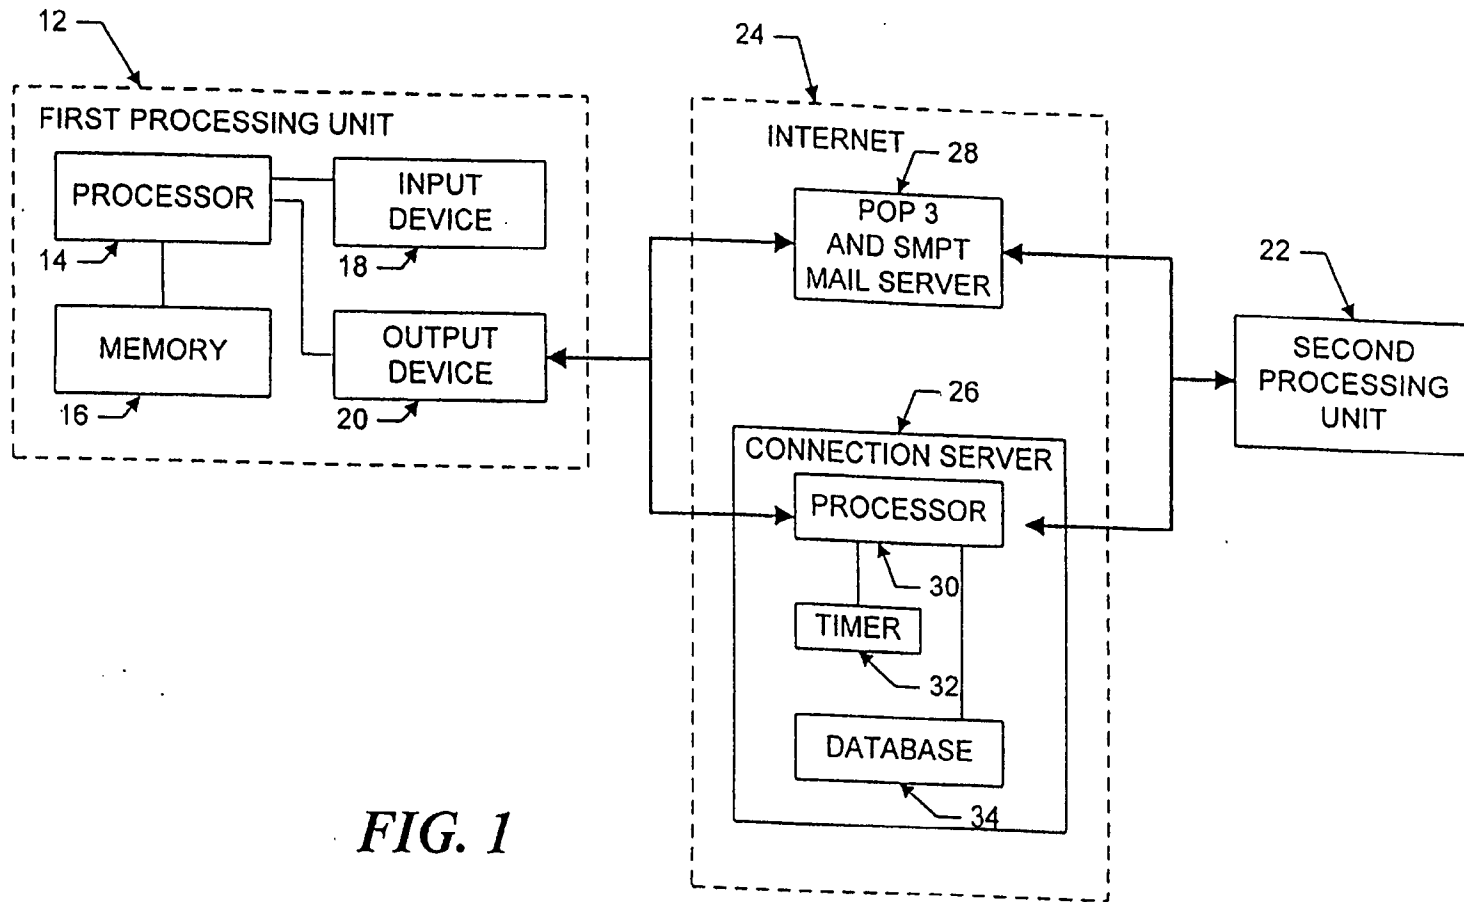 12
FIRST PROCESSING UNIT
PROCESSOR
14
INPUT
DEVICE
18
MEMORY
16
OUTPUT
DEVICE
20
24
INTERNET
28
POP 3
AND SMPT
MAIL SERVER
26
CONNECTION SERVER
PROCESSOR
30
TIMER
32
DATABASE
34
22
SECOND
PROCESSING
UNIT
FIG. 1